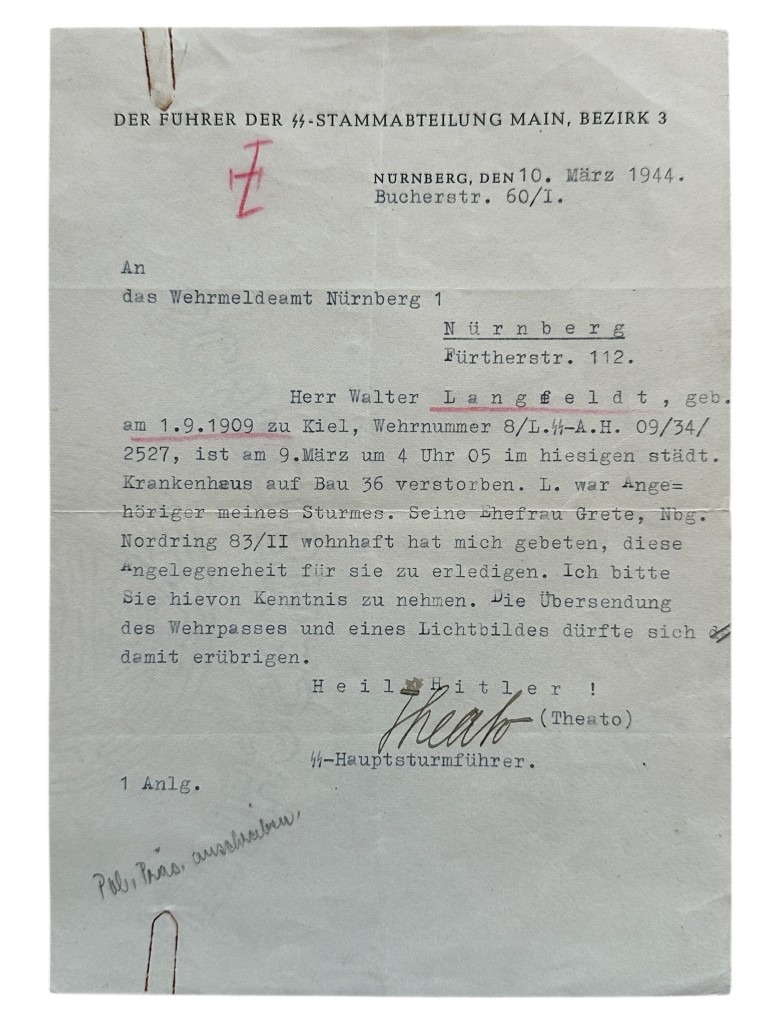 DER FÜHRER DER ᛋᛋ-STAMMABTEILUNG MAIN, BEZIRK 3
NÜRNBERG, DEN 10. März 1944.
Bucherstr. 60/I.
An
das Wehrmeldeamt Nürnberg 1
N ü r n b e r g
Fürtherstr. 112.
Herr Walter L a n g f e l d t , geb.
am 1.9.1909 zu Kiel, Wehrnummer 8/L.ᛋᛋ-A.H. 09/34/
2527, ist am 9.März um 4 Uhr 05 im hiesigen städt.
Krankenhaus auf Bau 36 verstorben. L. war Ange=
höriger meines Sturmes. Seine Ehefrau Grete, Nbg.
Nordring 83/II wohnhaft hat mich gebeten, diese
Angelegeneheit für sie zu erledigen. Ich bitte
Sie hievon Kenntnis zu nehmen. Die Übersendung
des Wehrpasses und eines Lichtbildes dürfte sich
damit erübrigen.
H e i l H i t l e r !
Theato (Theato)
ᛋᛋ-Hauptsturmführer.
1 Anlg.
Pol. Präs. anschreiben.